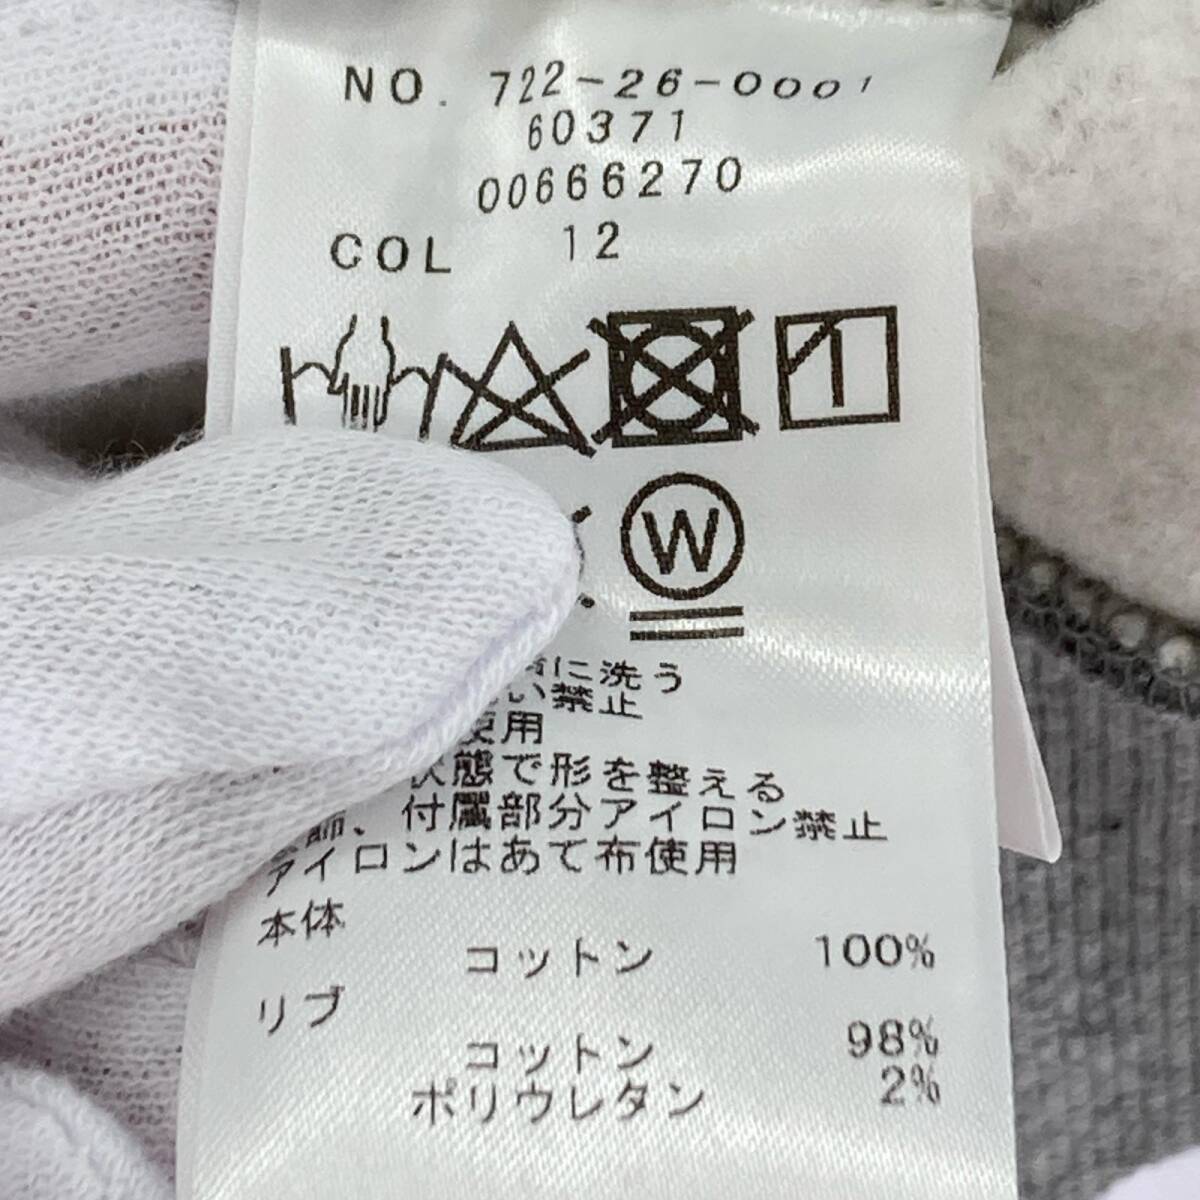 NO. 722-26-0001
60371
00666270
COL 12
W
に洗う
い禁止
使用
状態で形を整える
飾、付属部分アイロン禁止
アイロンはあて布使用
本体
コットン 100%
リブ
コットン 98%
ポリウレタン 2%